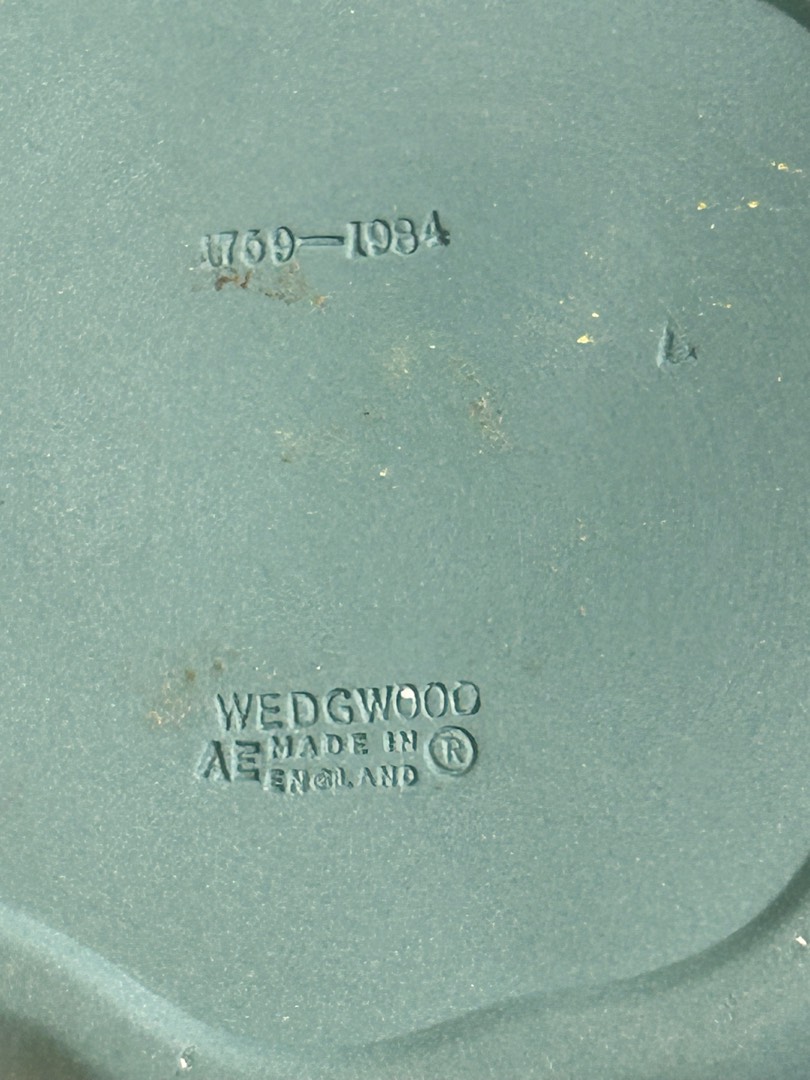 1769—1984
L
WEDGWOOD
AE MADE IN ®
ENGLAND